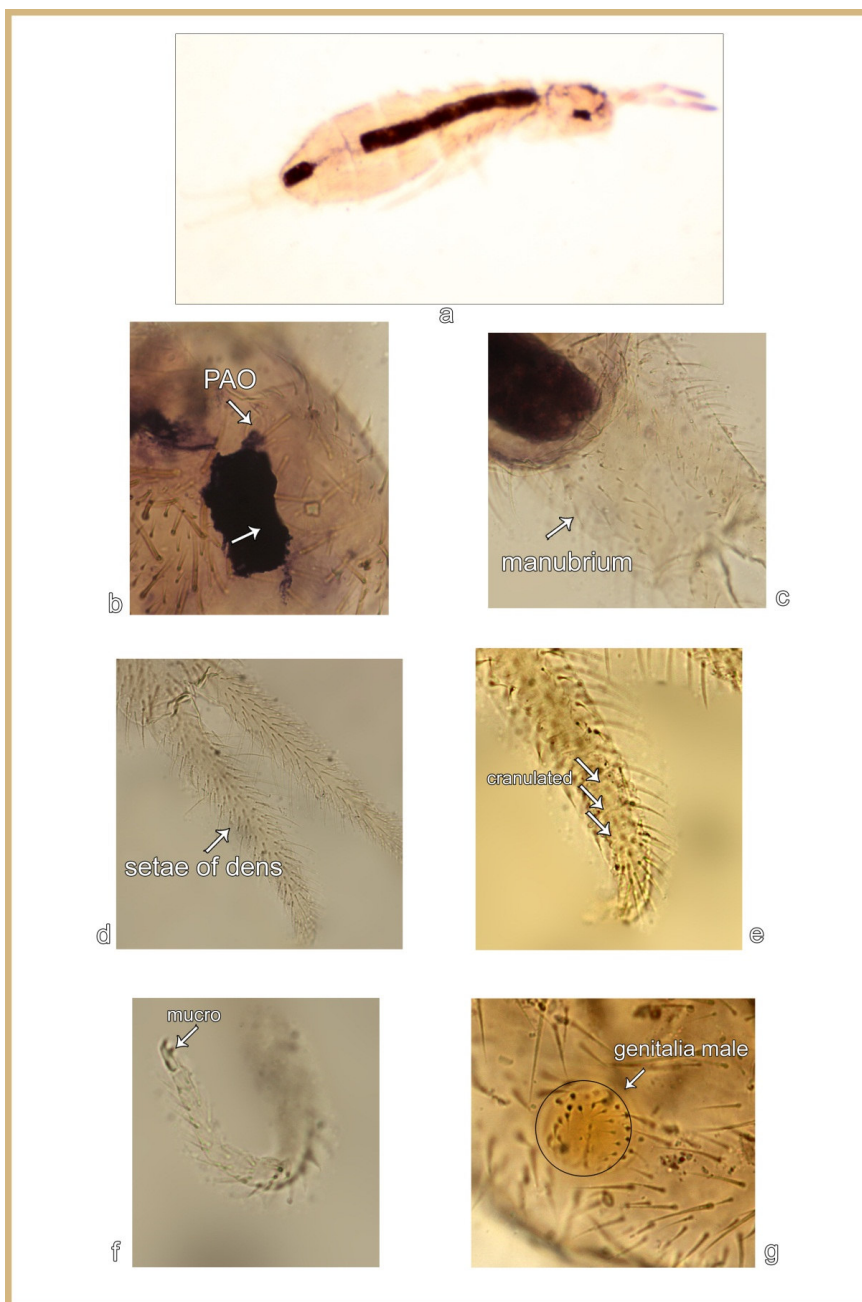 a
PAO
b
manubrium
c
setae of dens
d
cranulated
e
mucro
f
genitalia male
g